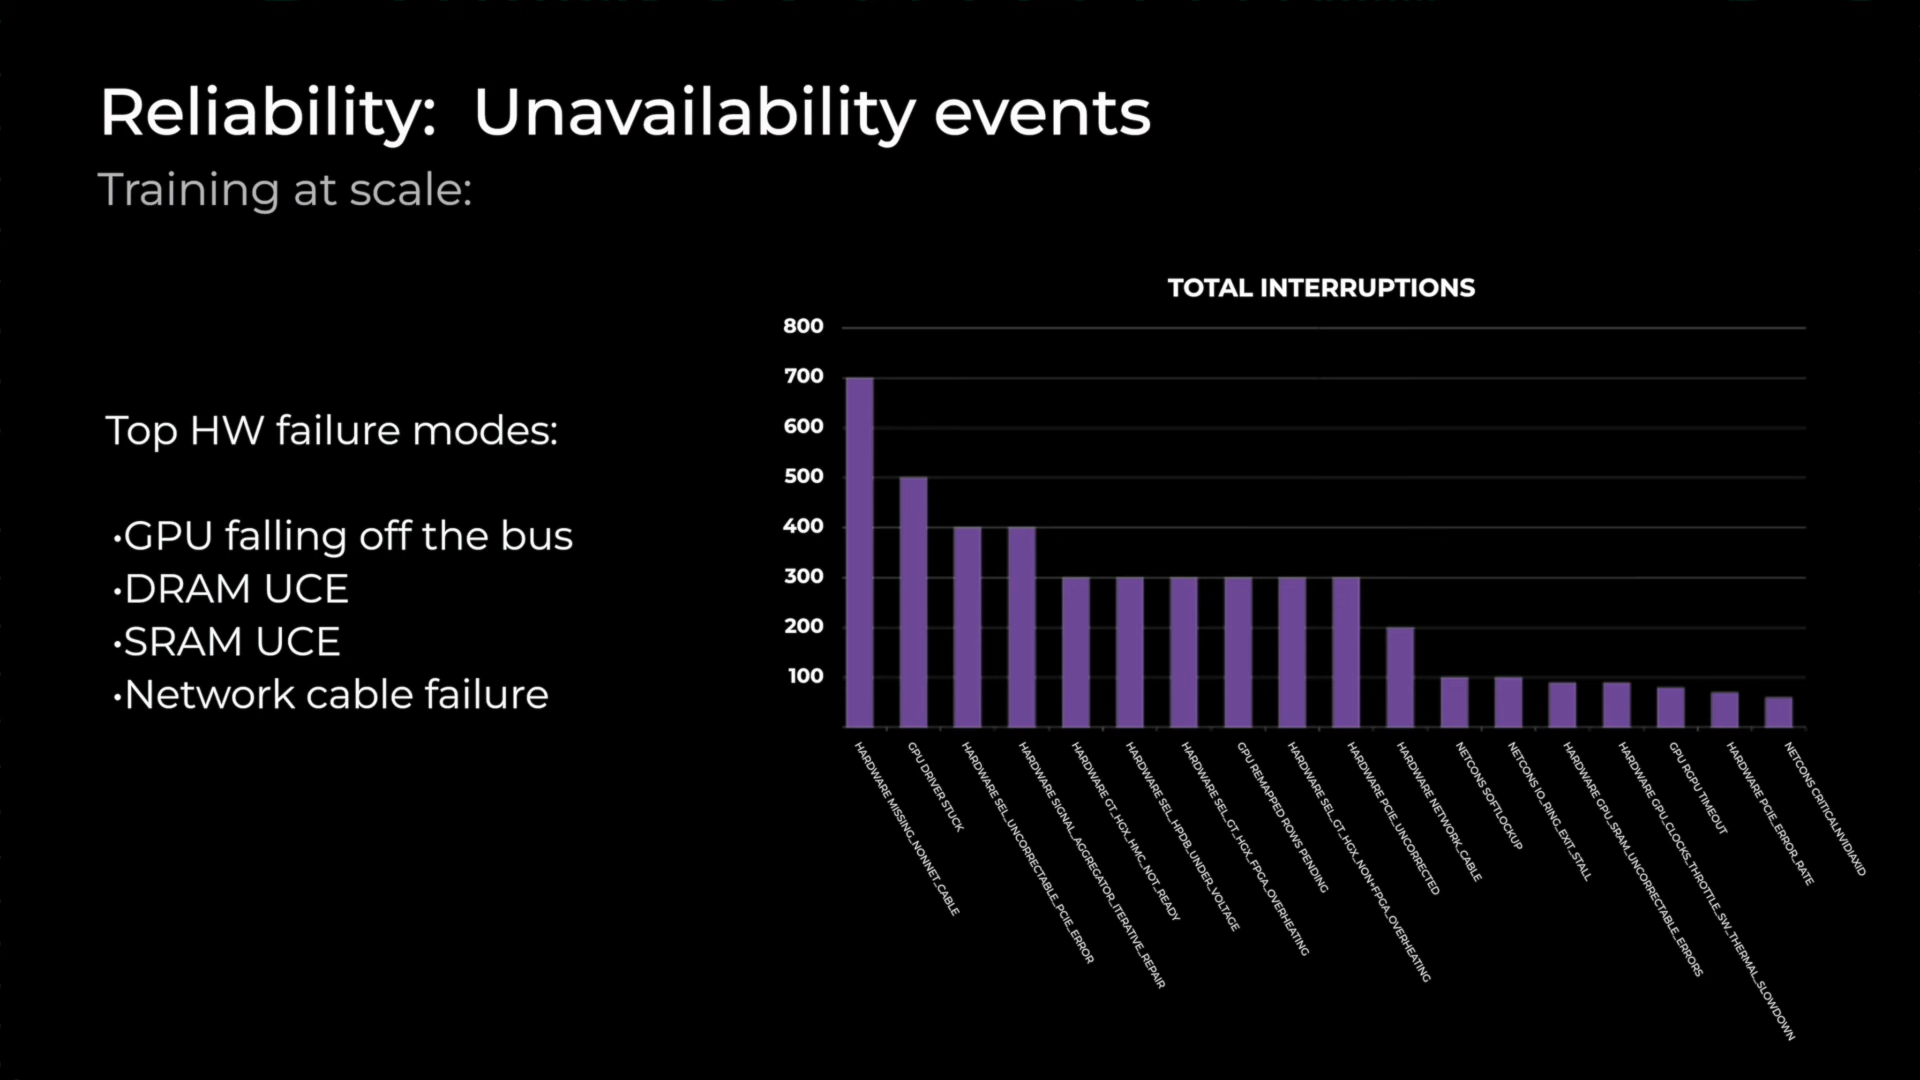 Reliability: Unavailability events
Training at scale:
Top HW failure modes:
•GPU falling off the bus
•DRAM UCE
•SRAM UCE
•Network cable failure
TOTAL INTERRUPTIONS
800
700
600
500
400
300
200
100
HARDWARE MISSING_NONNET_CABLE
GPU DRIVER STUCK
HARDWARE SEL_UNCORRECTABLE_PCIE_ERROR
HARDWARE SIGNAL_AGGREGATOR_ITERATIVE_REPAIR
HARDWARE GT_HGX_HMC_NOT_READY
HARDWARE SEL_HPDB_UNDER_VOLTAGE
HARDWARE SEL_GT_HGX_FPGA_OVERHEATING
GPU REMAPPED ROWS PENDING
HARDWARE SEL_GT_HGX_NON+FPGA_OVERHEATING
HARDWARE PCIE_UNCORRECTED
HARDWARE NETWORK_CABLE
NETCONS SOFTLOCKUP
NETCONS IO_RING_EXIT_STALL
HARDWARE GPU_SRAM_UNCORRECTABLE_ERRORS
HARDWARE GPU_CLOCKS_THROTTLE_SW_THERMAL_SLOWDOWN
GPU RGPU TIMEOUT
HARDWARE PCIE_ERROR_RATE
NETCONS CRITICALNVIDIAXID